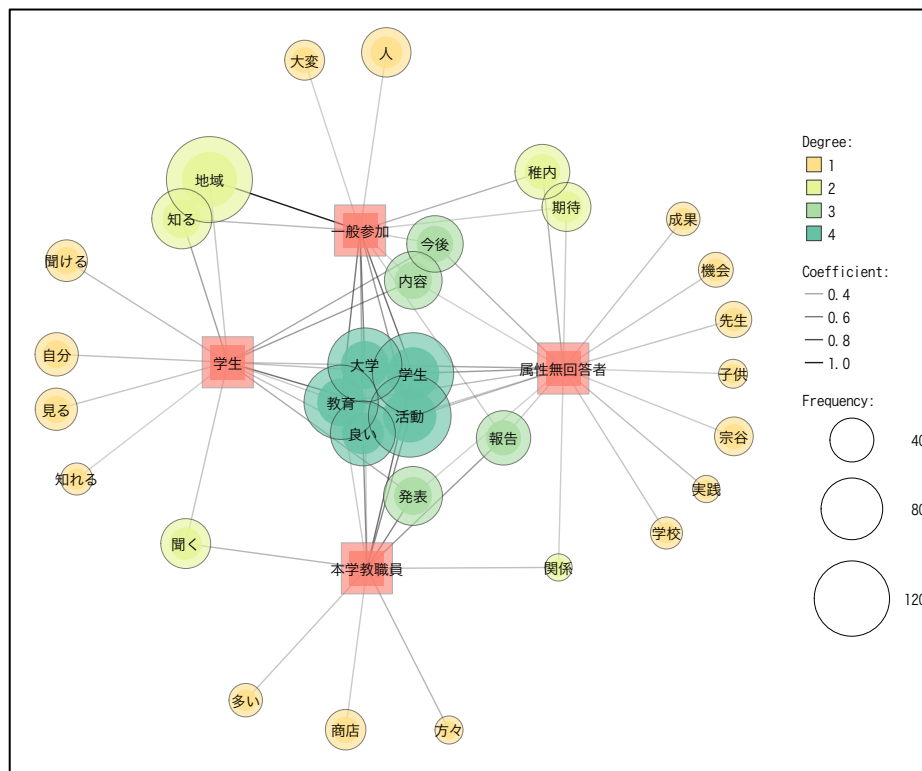 大変
人
地域
知る
稚内
期待
一般参加
今後
内容
成果
機会
先生
子供
宗谷
実践
学校
聞ける
自分
見る
知れる
学生
大学
学生
教育
活動
良い
属性無回答者
報告
発表
聞く
本学教職員
関係
多い
商店
方々
Degree:
1
2
3
4
Coefficient:
0.4
0.6
0.8
1.0
Frequency:
40
80
120